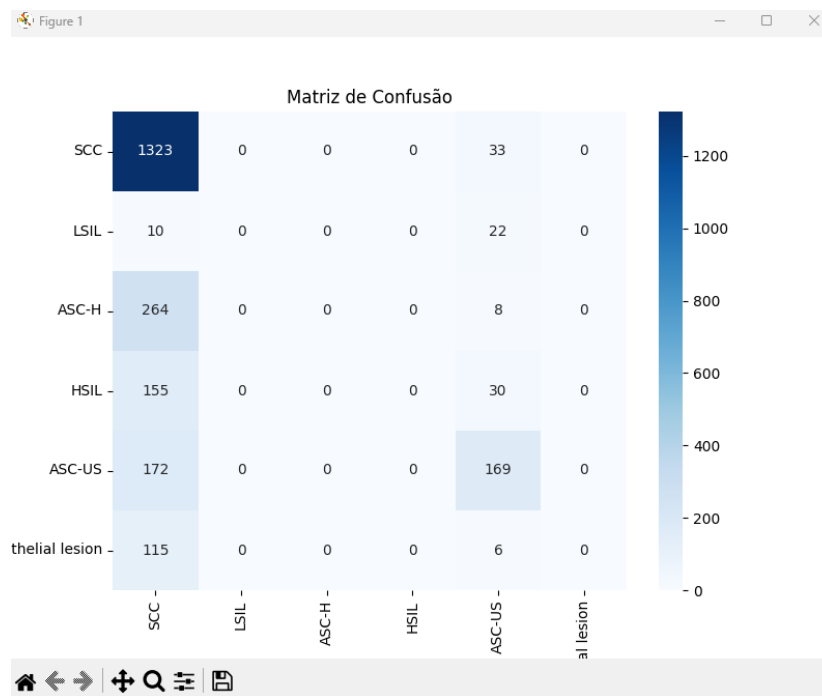 Figure 1
Matriz de Confusão
SCC 1323 0 0 0 33 0
LSIL 10 0 0 0 22 0
ASC-H 264 0 0 0 8 0
HSIL 155 0 0 0 30 0
ASC-US 172 0 0 0 169 0
thelial lesion 115 0 0 0 6 0
SCC LSIL ASC-H HSIL ASC-US al lesion
1200
1000
800
600
400
200
0